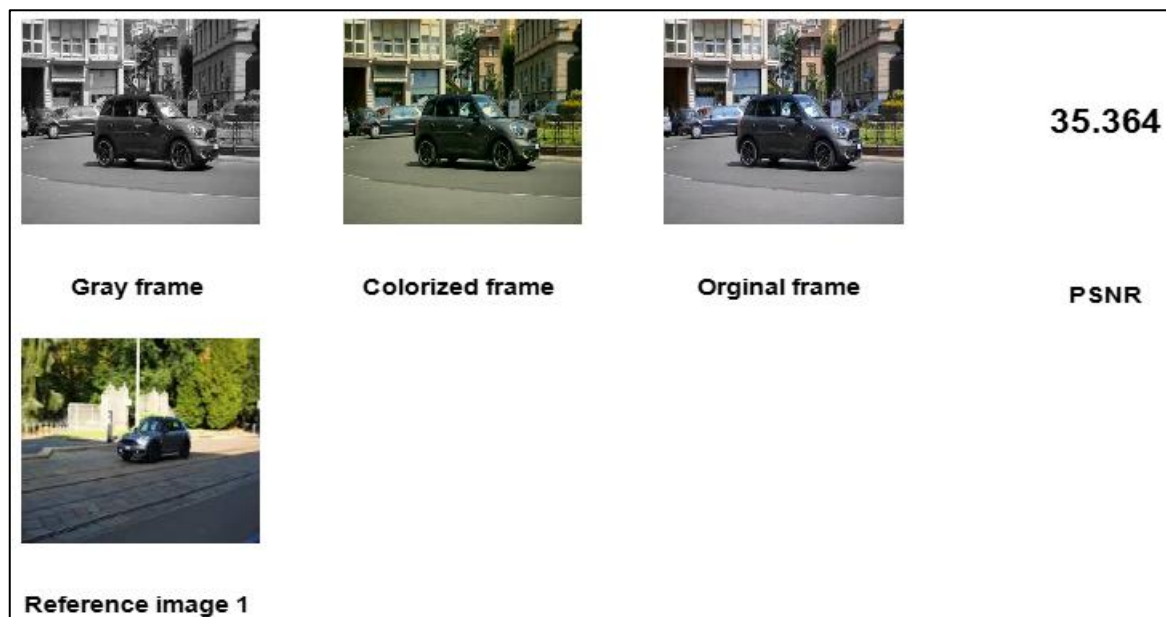 35.364
Gray frame
Colorized frame
Orginal frame
PSNR
Reference image 1